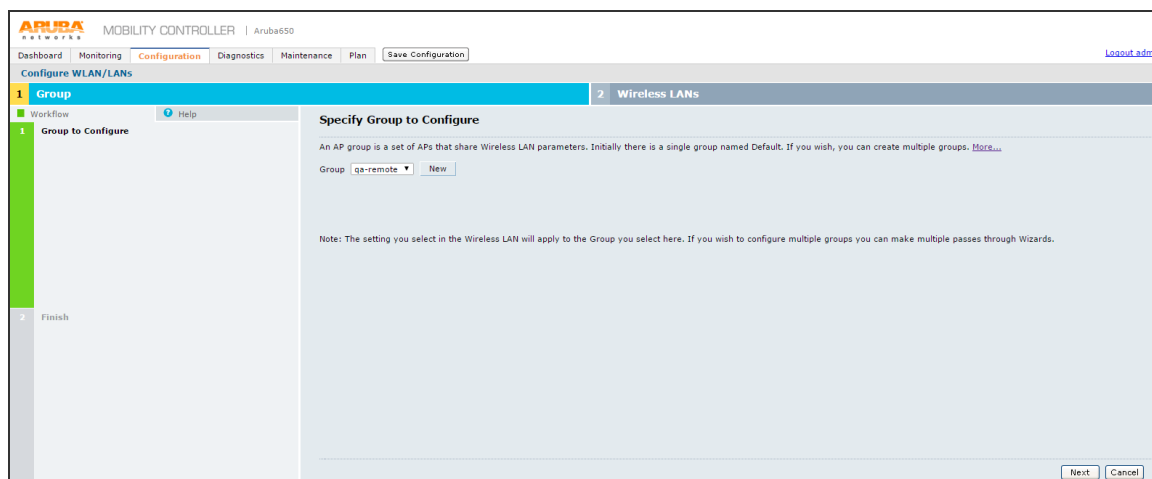 ARUBA networks MOBILITY CONTROLLER | Aruba650
Dashboard Monitoring Configuration Diagnostics Maintenance Plan Save Configuration Logout adm
Configure WLAN/LANs
1 Group 2 Wireless LANs
Workflow ? Help
1 Group to Configure
Specify Group to Configure
An AP group is a set of APs that share Wireless LAN parameters. Initially there is a single group named Default. If you wish, you can create multiple groups. More...
Group qa-remote New
Note: The setting you select in the Wireless LAN will apply to the Group you select here. If you wish to configure multiple groups you can make multiple passes through Wizards.
2 Finish
Next Cancel